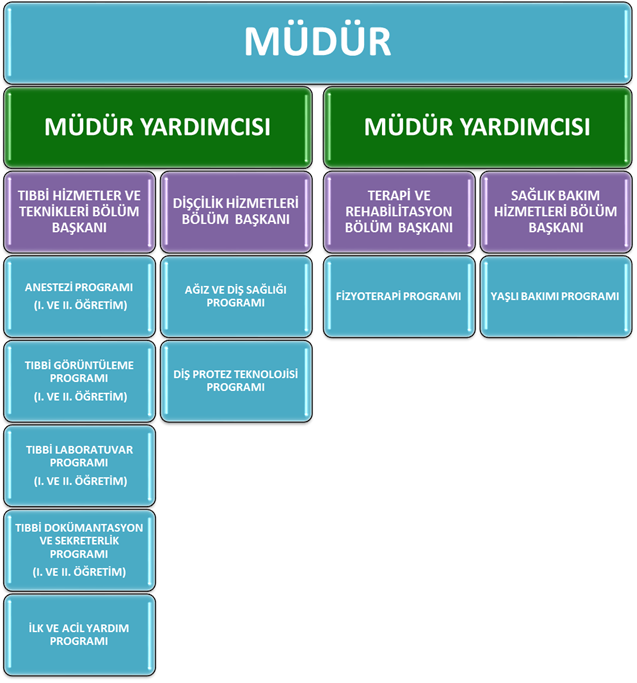 MÜDÜR
MÜDÜR YARDIMCISI
MÜDÜR YARDIMCISI
TIBBİ HİZMETLER VE
TEKNİKLERİ BÖLÜM
BAŞKANI
DİŞÇİLİK HİZMETLERİ
BÖLÜM BAŞKANI
TERAPİ VE
REHABİLİTASYON
BÖLÜM BAŞKANI
SAĞLIK BAKIM
HİZMETLERİ BÖLÜM
BAŞKANI
ANESTEZİ PROGRAMI
(I. VE II. ÖĞRETİM)
AĞIZ VE DİŞ SAĞLIĞI
PROGRAMI
FİZYOTERAPİ PROGRAMI
YAŞLI BAKIMI PROGRAMI
TIBBİ GÖRÜNTÜLEME
PROGRAMI
(I. VE II. ÖĞRETİM)
DİŞ PROTEZ TEKNOLOJİSİ
PROGRAMI
TIBBİ LABORATUVAR
PROGRAMI
(I. VE II. ÖĞRETİM)
TIBBİ DOKÜMANTASYON
VE SEKRETERLİK
PROGRAMI
(I. VE II. ÖĞRETİM)
İLK VE ACİL YARDIM
PROGRAMI